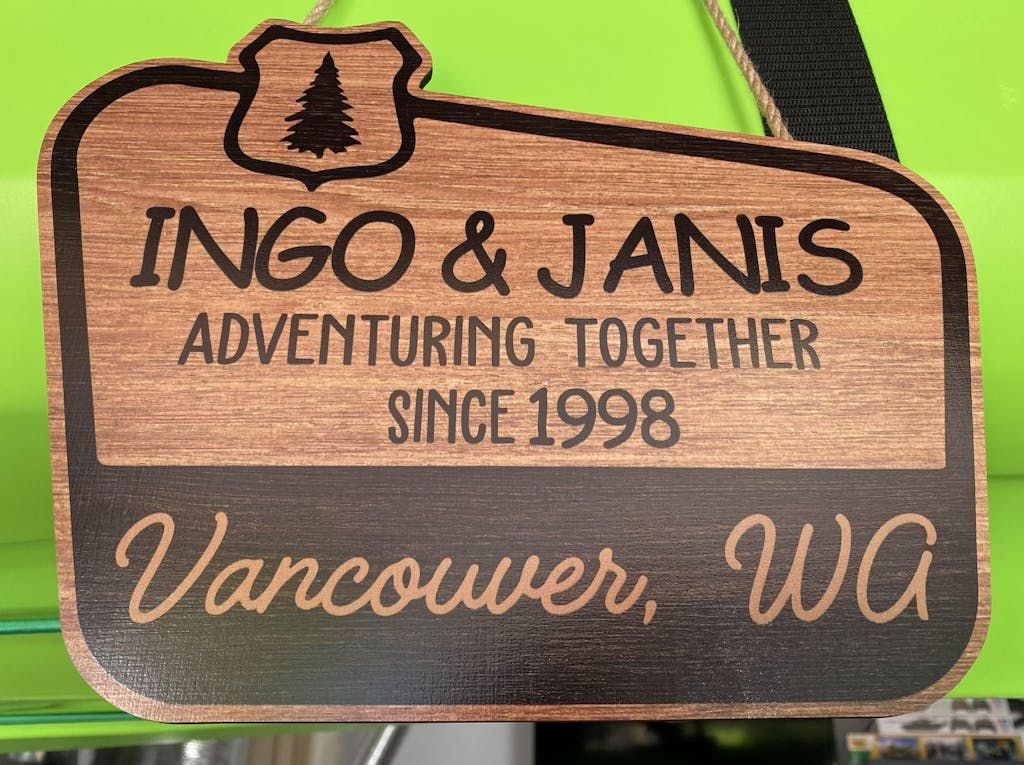 INGO & JANIS
ADVENTURING TOGETHER
SINCE 1998
Vancouver, WA